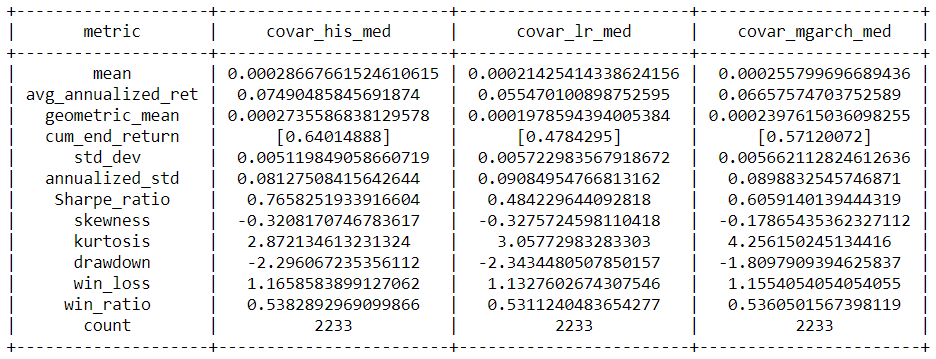 +--------------------+-----------------------+------------------------+-----------------------+
| metric | covar_his_med | covar_lr_med | covar_mgarch_med |
+--------------------+-----------------------+------------------------+-----------------------+
| mean | 0.00028667661524610615 | 0.00021425414338624156 | 0.000255799696689436 |
| avg_annualized_ret | 0.07490485845691874 | 0.055470100898752595 | 0.06657574703752589 |
| geometric_mean | 0.0002735586838129578 | 0.0001978594394005384 | 0.0002397615036098255 |
| cum_end_return | [0.64014888] | [0.4784295] | [0.57120072] |
| std_dev | 0.005119849058660719 | 0.005722983567918672 | 0.005662112824612636 |
| annualized_std | 0.08127508415642644 | 0.09084954766813162 | 0.0898832545746871 |
| Sharpe_ratio | 0.7658251933916604 | 0.484229644092818 | 0.6059140139444319 |
| skewness | -0.3208170746783617 | -0.3275724598110418 | -0.17865435362327112 |
| kurtosis | 2.872134613231324 | 3.05772983283303 | 4.256150245134416 |
| drawdown | -2.296067235356112 | -2.3434480507850157 | -1.8097909394625837 |
| win_loss | 1.1658583899127062 | 1.1327602674307546 | 1.1554054054054055 |
| win_ratio | 0.5382892969099866 | 0.5311240483654277 | 0.5360501567398119 |
| count | 2233 | 2233 | 2233 |
+--------------------+-----------------------+------------------------+-----------------------+